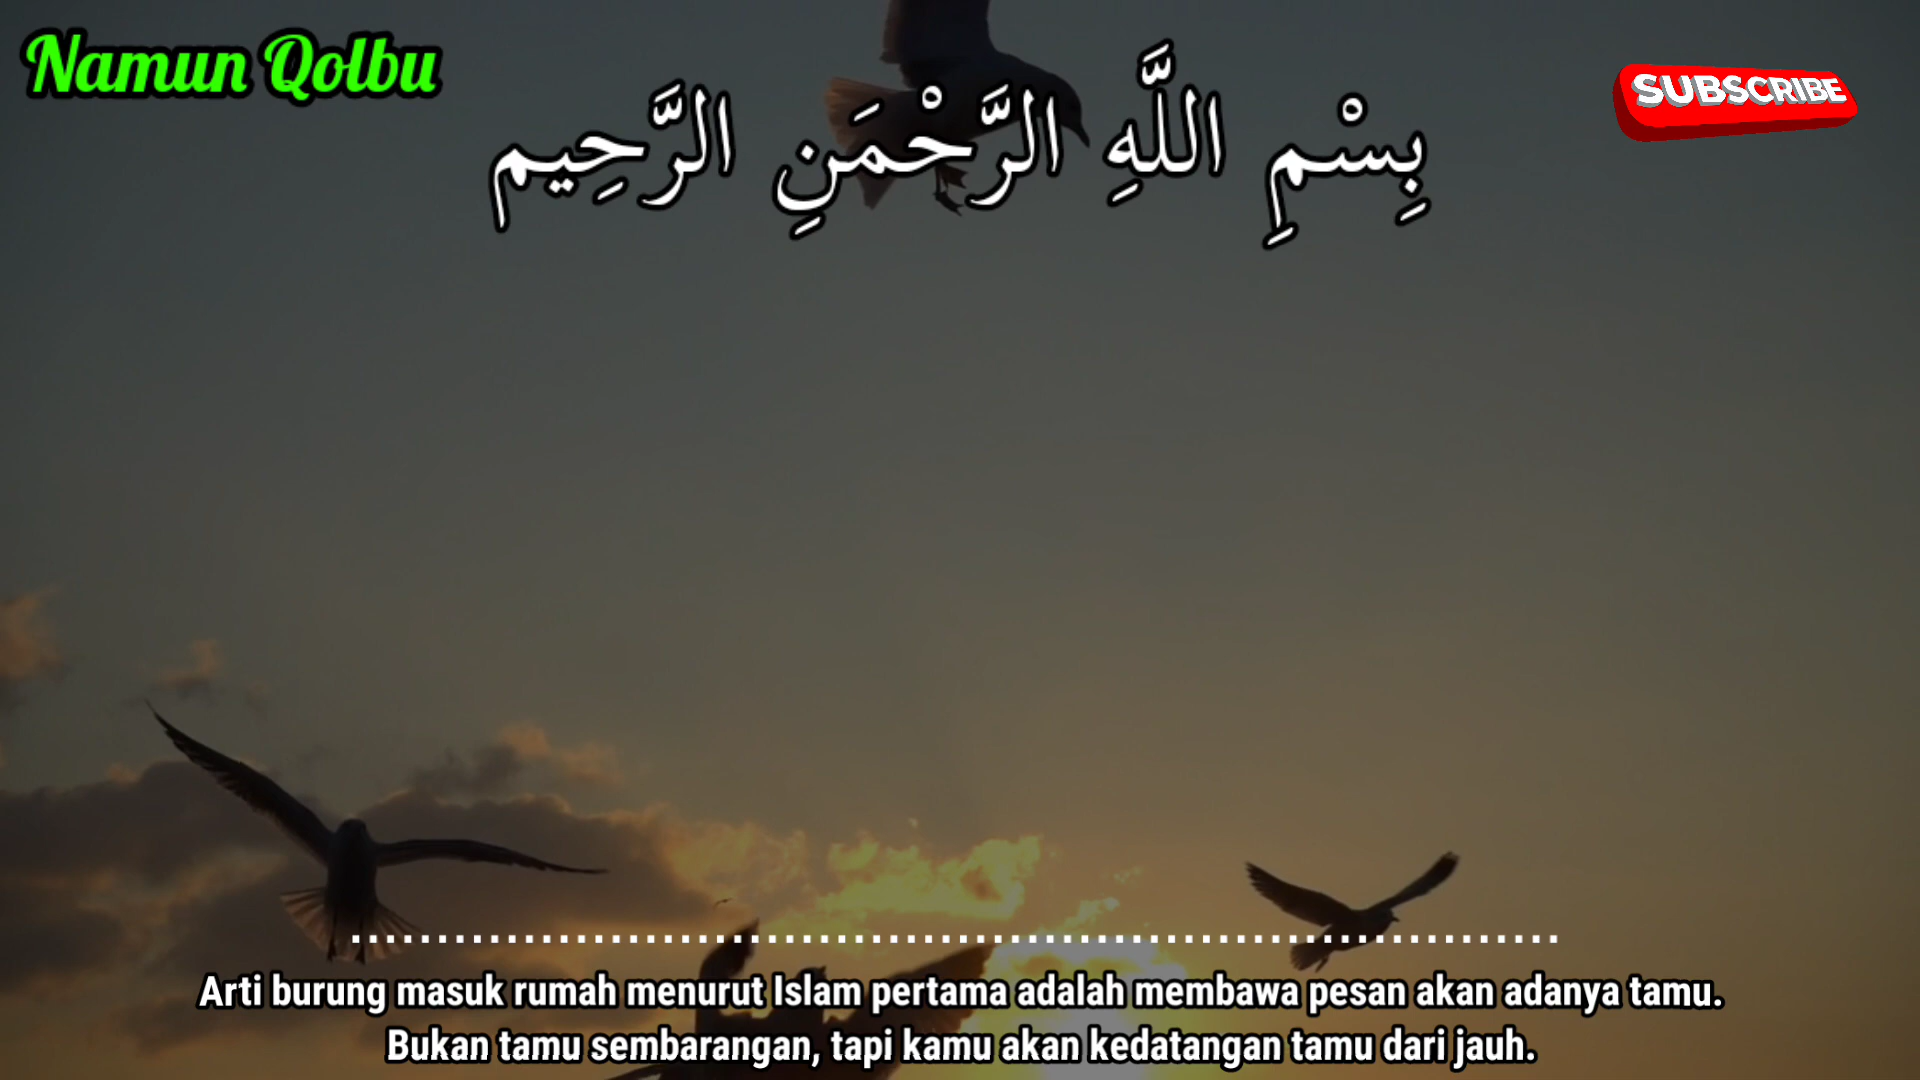 Namun Qolbu
بِسْمِ اللَّهِ الرَّحْمَنِ الرَّحِيم
SUBSCRIBE
Arti burung masuk rumah menurut Islam pertama adalah membawa pesan akan adanya tamu.
Bukan tamu sembarangan, tapi kamu akan kedatangan tamu dari jauh.